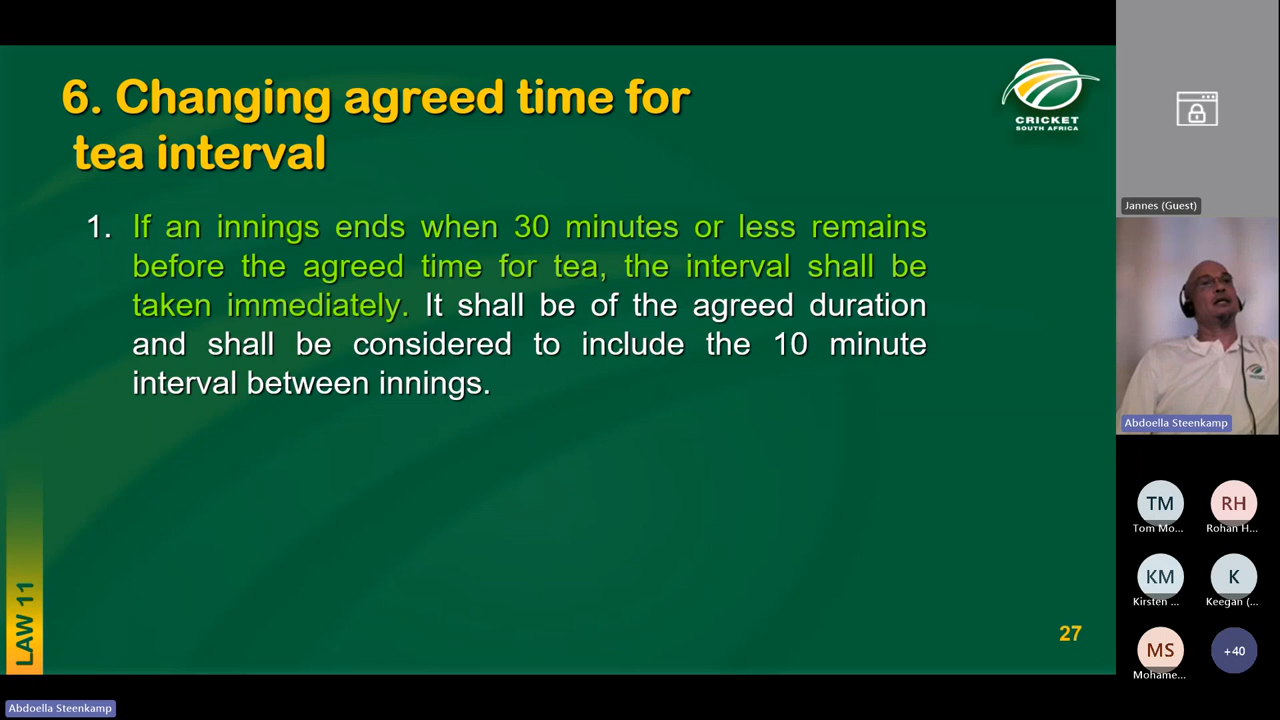 6. Changing agreed time for
tea interval
CRICKET
SOUTH AFRICA
1. If an innings ends when 30 minutes or less remains
before the agreed time for tea, the interval shall be
taken immediately. It shall be of the agreed duration
and shall be considered to include the 10 minute
interval between innings.
LAW 11
27
Jannes (Guest)
Abdoella Steenkamp
TM
Tom Mo...
RH
Rohan H...
KM
Kirsten ...
K
Keegan (...
MS
Mohame...
+40
Abdoella Steenkamp